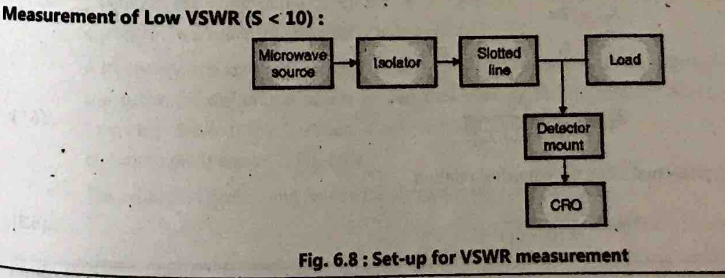 Measurement of Low VSWR (S < 10) :
Microwave
source
Isolator
Slotted
line
Load
Detector
mount
CRO
Fig. 6.8 : Set-up for VSWR measurement